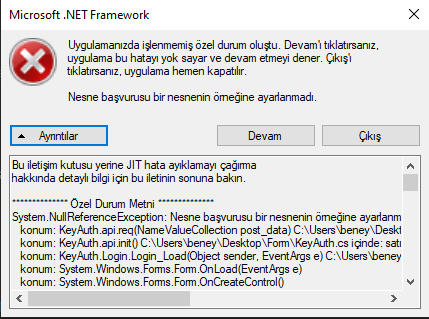 Microsoft .NET Framework
Uygulamanızda işlenmemiş özel durum oluştu. Devam'ı tıklatırsanız,
uygulama bu hatayı yok sayar ve devam etmeyi dener. Çıkış'ı
tıklatırsanız, uygulama hemen kapatılır.
Nesne başvurusu bir nesnenin örneğine ayarlanmadı.
Ayrıntılar
Devam
Çıkış
Bu iletişim kutusu yerine JIT hata ayıklamayı çağırma
hakkında detaylı bilgi için bu iletinin sonuna bakın.
************** Özel Durum Metni **************
System.NullReferenceException: Nesne başvurusu bir nesnenin örneğine ayarlanm
konum: KeyAuth.api.req(NameValueCollection post_data) C:\Users\beney\Desktop
konum: KeyAuth.api.init() C:\Users\beney\Desktop\Form\KeyAuth.cs içinde: satı
konum: KeyAuth.Login.Login_Load(Object sender, EventArgs e) C:\Users\beney
konum: System.Windows.Forms.Form.OnLoad(EventArgs e)
konum: System.Windows.Forms.Form.OnCreateControl()